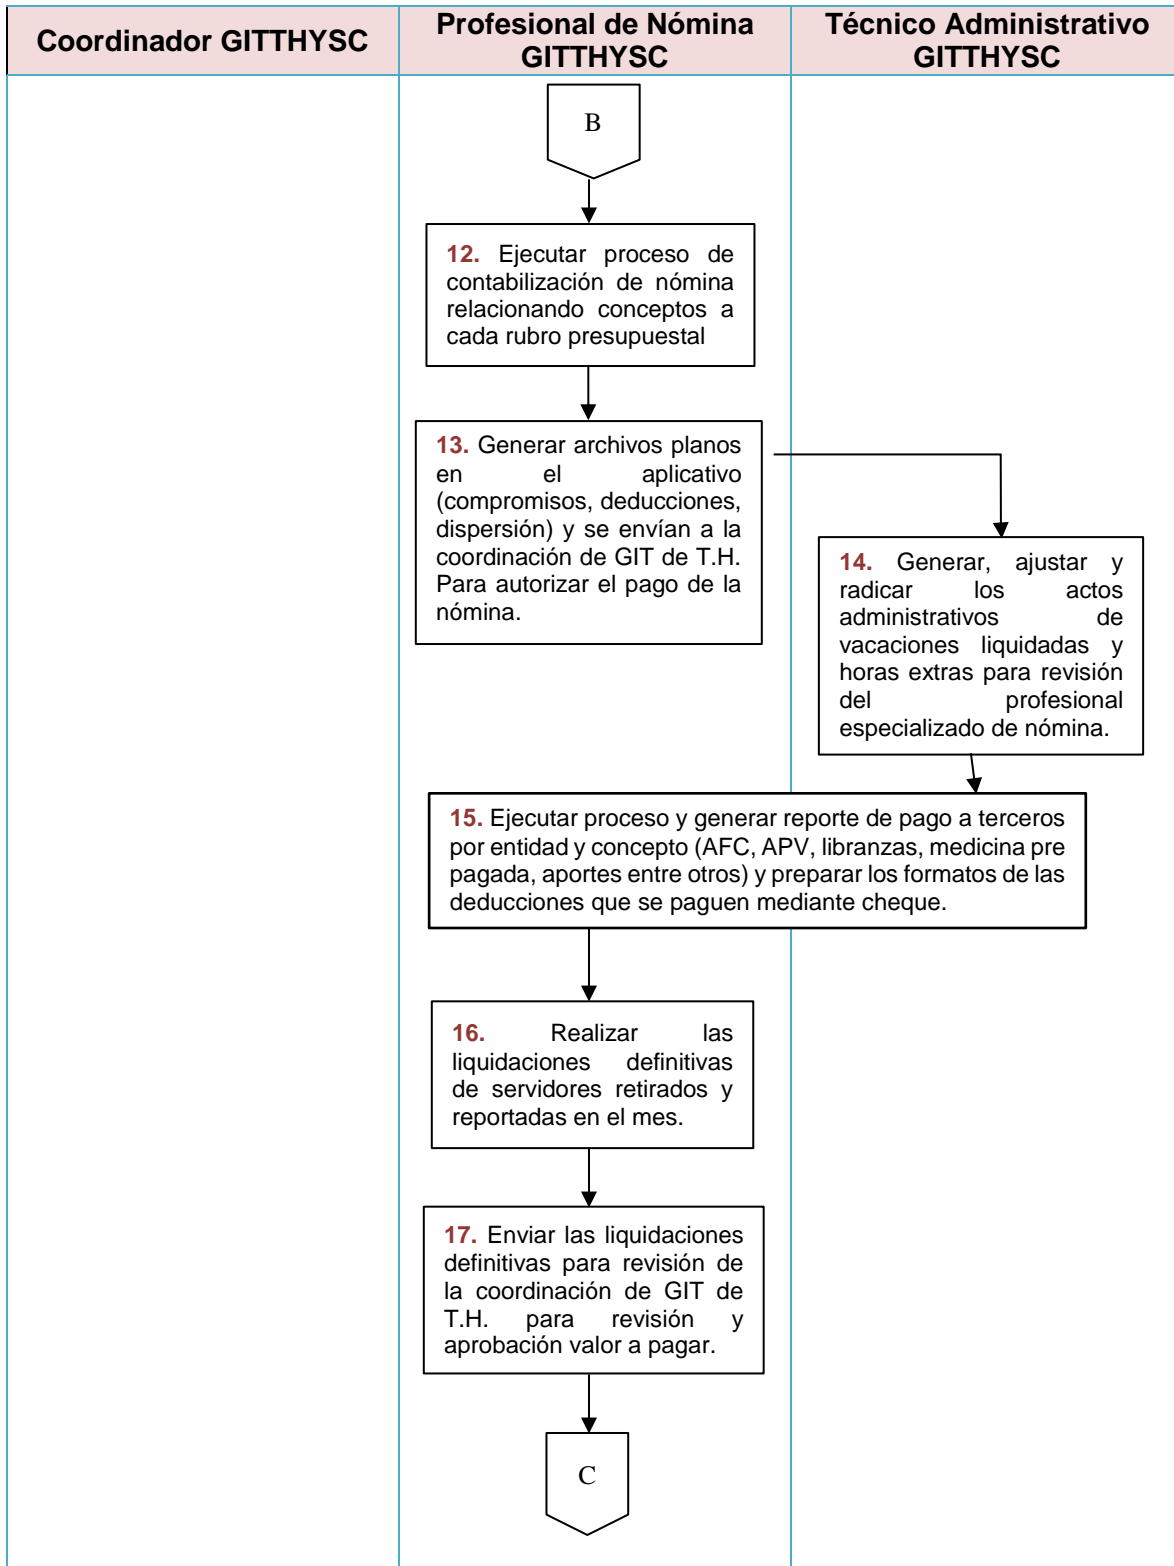 Coordinador GITTHYSC
Profesional de Nómina
GITTHYSC
Técnico Administrativo
GITTHYSC
B
12. Ejecutar proceso de
contabilización de nómina
relacionando conceptos a
cada rubro presupuestal
13. Generar archivos planos
en el aplicativo
(compromisos, deducciones,
dispersión) y se envían a la
coordinación de GIT de T.H.
Para autorizar el pago de la
nómina.
14. Generar, ajustar y
radicar los actos
administrativos de
vacaciones liquidadas y
horas extras para revisión
del profesional
especializado de nómina.
15. Ejecutar proceso y generar reporte de pago a terceros
por entidad y concepto (AFC, APV, libranzas, medicina pre
pagada, aportes entre otros) y preparar los formatos de las
deducciones que se paguen mediante cheque.
16. Realizar las
liquidaciones definitivas
de servidores retirados y
reportadas en el mes.
17. Enviar las liquidaciones
definitivas para revisión de
la coordinación de GIT de
T.H. para revisión y
aprobación valor a pagar.
C